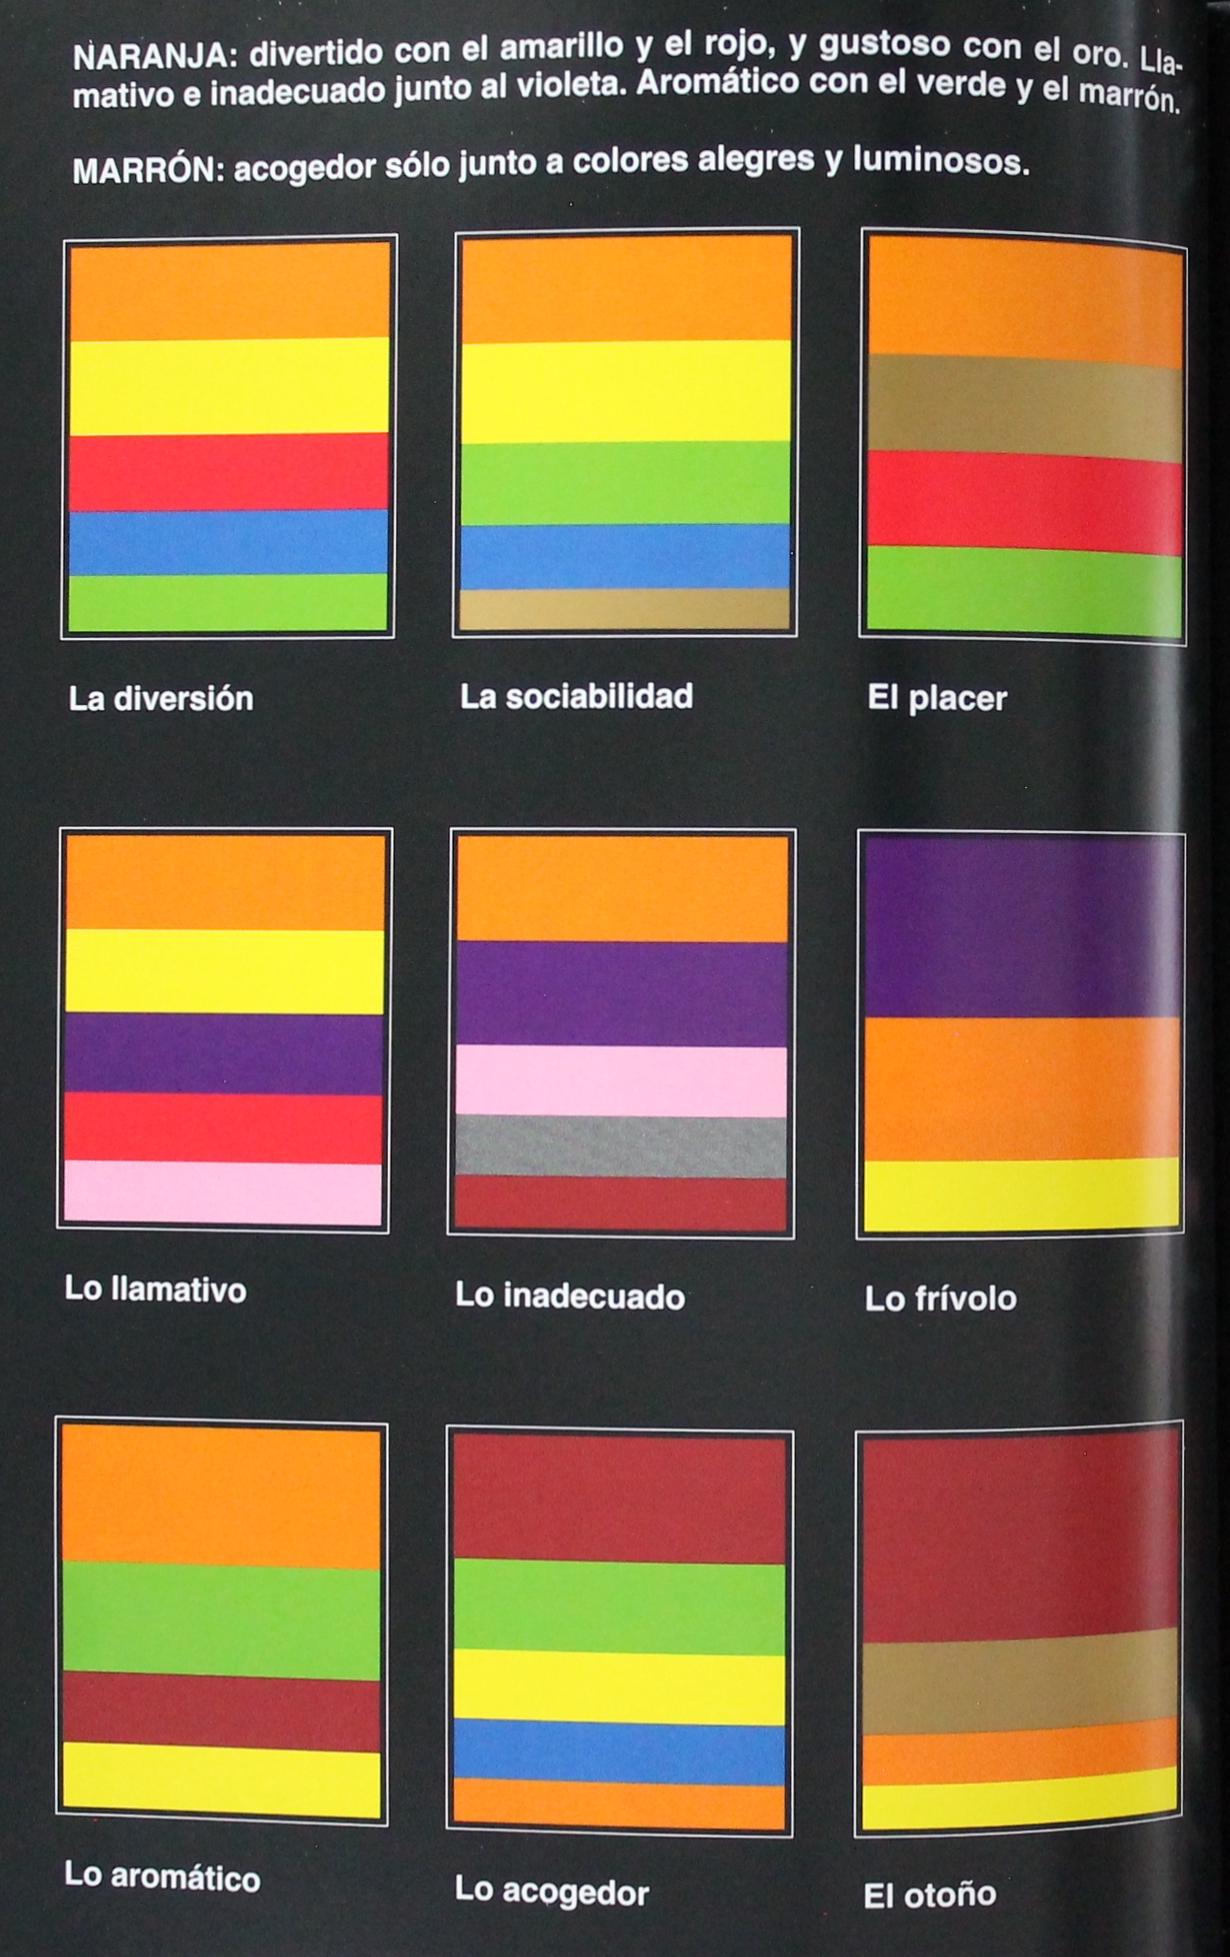 NARANJA: divertido con el amarillo y el rojo, y gustoso con el oro. Lla-
mativo e inadecuado junto al violeta. Aromático con el verde y el marrón.
MARRÓN: acogedor sólo junto a colores alegres y luminosos.
La diversión
La sociabilidad
El placer
Lo llamativo
Lo inadecuado
Lo frívolo
Lo aromático
Lo acogedor
El otoño